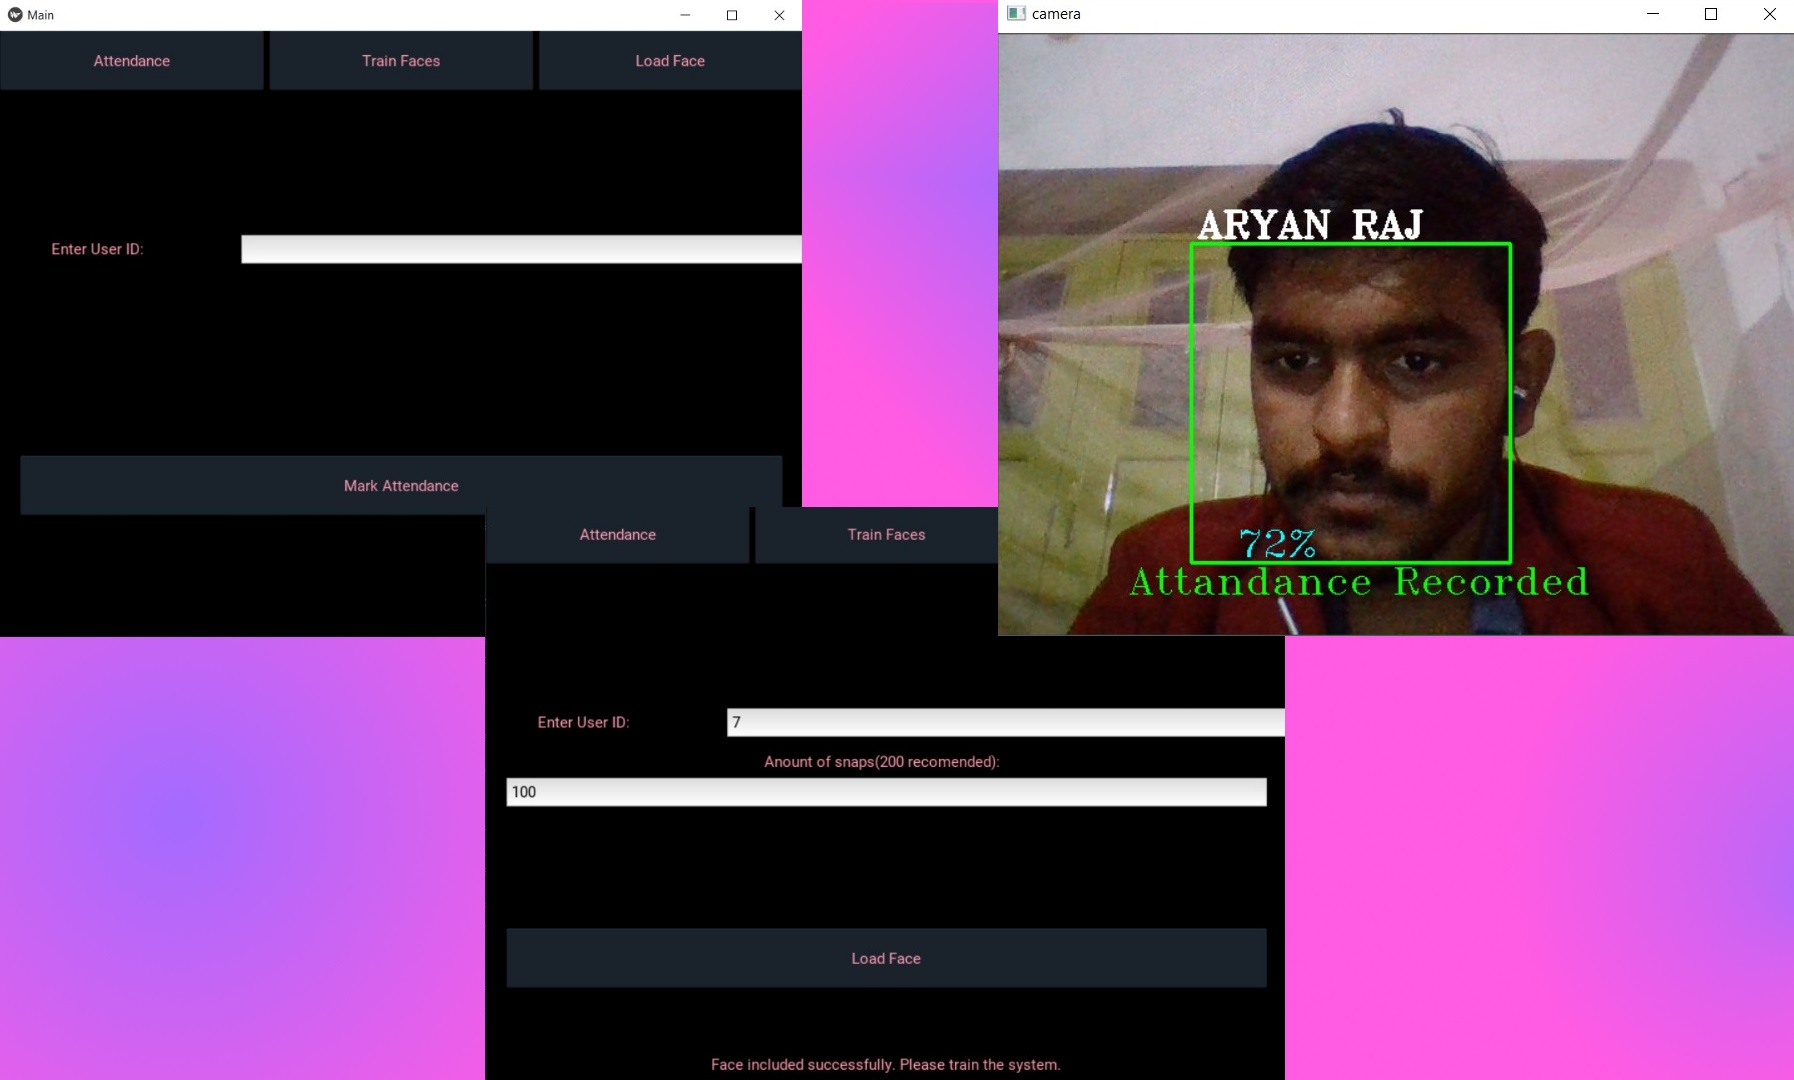 Main
Attendance
Train Faces
Load Face
Enter User ID:
Mark Attendance
camera
ARYAN RAJ
72%
Attandance Recorded
Attendance
Train Faces
Enter User ID:
7
Amount of snaps(200 recomended):
100
Load Face
Face included successfully. Please train the system.